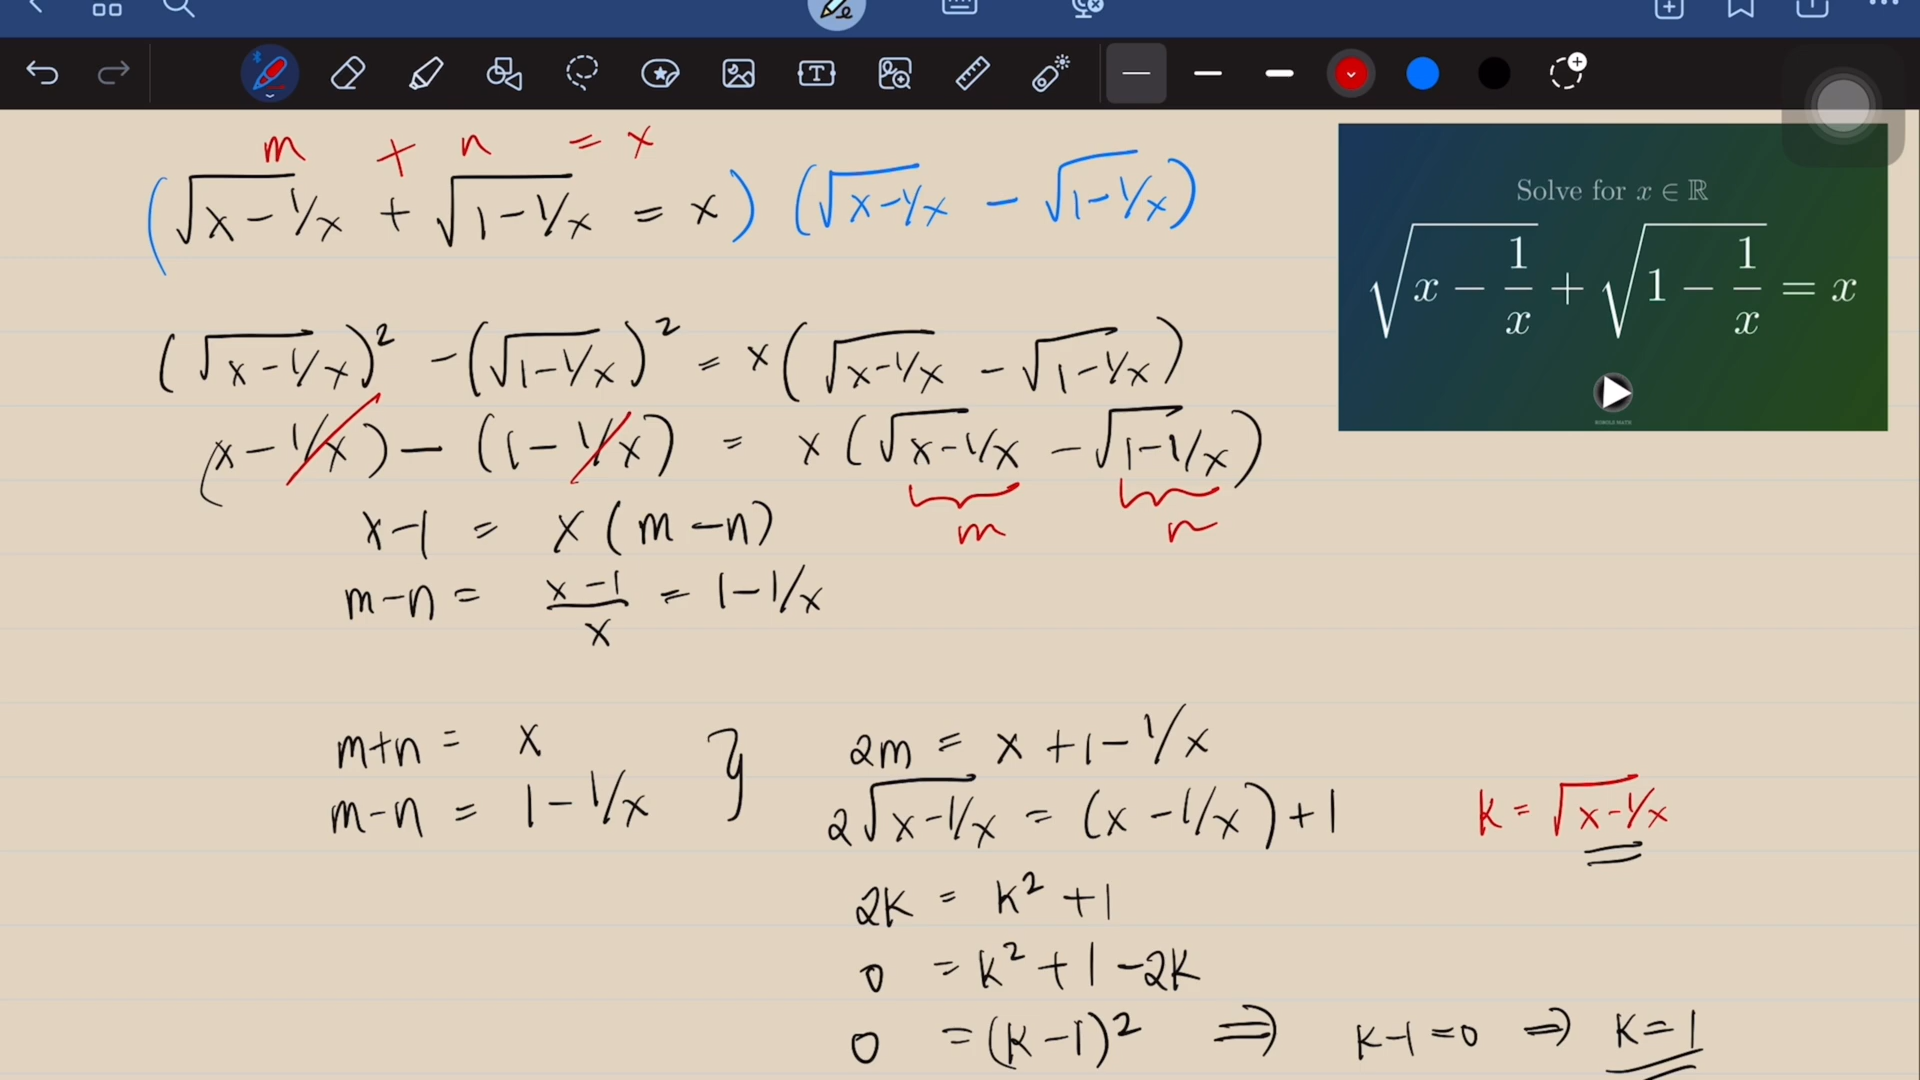 m + n = x
(√x-1/x + √1-1/x = x) (√x-1/x - √1-1/x)
Solve for x ∈ ℝ
√x - 1/x + √1 - 1/x = x
(√x-1/x)² - (√1-1/x)² = x(√x-1/x - √1-1/x)
(x-1/x) - (1-1/x) = x(√x-1/x - √1-1/x)
m n
x-1 = x(m-n)
m-n = x-1/x = 1-1/x
m+n = x
m-n = 1-1/x }
2m = x+1-1/x
2√x-1/x = (x-1/x)+1
k = √x-1/x
2k = k²+1
0 = k²+1-2k
0 = (k-1)² ⇒ k-1=0 ⇒ k=1